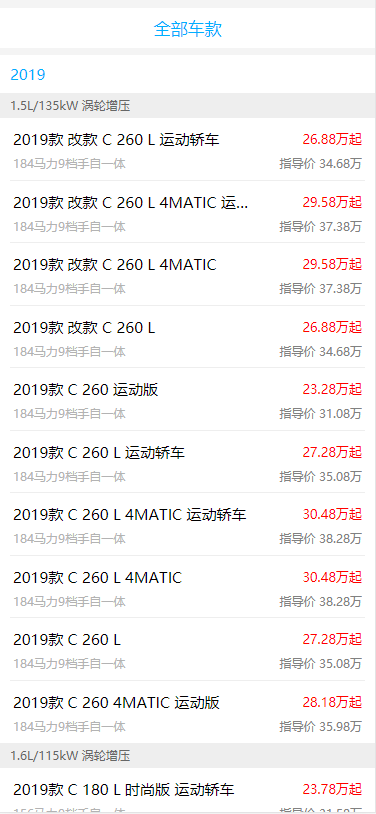 全部车款
2019
1.5L/135kW 涡轮增压
2019款 改款 C 260 L 运动轿车 26.88万起
184马力9档手自一体 指导价 34.68万
2019款 改款 C 260 L 4MATIC 运... 29.58万起
184马力9档手自一体 指导价 37.38万
2019款 改款 C 260 L 4MATIC 29.58万起
184马力9档手自一体 指导价 37.38万
2019款 改款 C 260 L 26.88万起
184马力9档手自一体 指导价 34.68万
2019款 C 260 运动版 23.28万起
184马力9档手自一体 指导价 31.08万
2019款 C 260 L 运动轿车 27.28万起
184马力9档手自一体 指导价 35.08万
2019款 C 260 L 4MATIC 运动轿车 30.48万起
184马力9档手自一体 指导价 38.28万
2019款 C 260 L 4MATIC 30.48万起
184马力9档手自一体 指导价 38.28万
2019款 C 260 L 27.28万起
184马力9档手自一体 指导价 35.08万
2019款 C 260 4MATIC 运动版 28.18万起
184马力9档手自一体 指导价 35.98万
1.6L/115kW 涡轮增压
2019款 C 180 L 时尚版 运动轿车 23.78万起